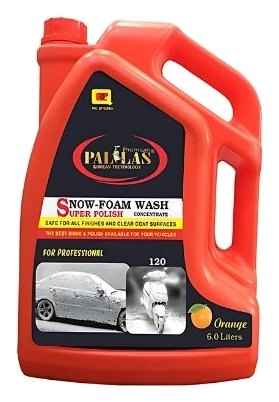 Premium
PALLAS
KOREAN TECHNOLOGY
SNOW-FOAM WASH
SUPER POLISH CONCENTRATE
SAFE FOR ALL FINISHES AND CLEAR COAT SURFACES
THE BEST SHINE & POLISH AVAILABLE FOR YOUR VEHICLES
FOR PROFESSIONAL
120
Orange
6.0 Liters